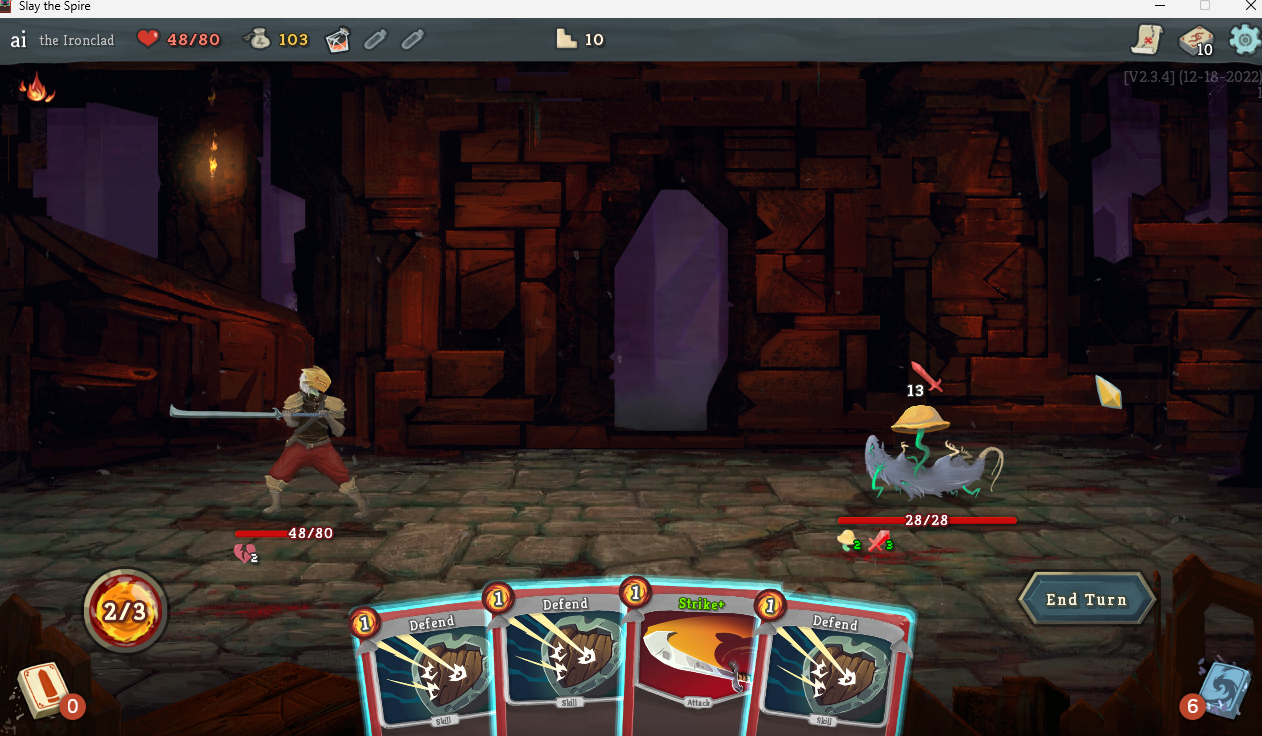 Slay the Spire
ai the Ironclad 48/80 103 10 10
[V2.3.4] (12-18-2022)
1
13
48/80
2
28/28
2 3
2/3
1 Defend Skill
1 Defend Skill
1 Strike+ Attack
1 Defend Skill
End Turn
0
6